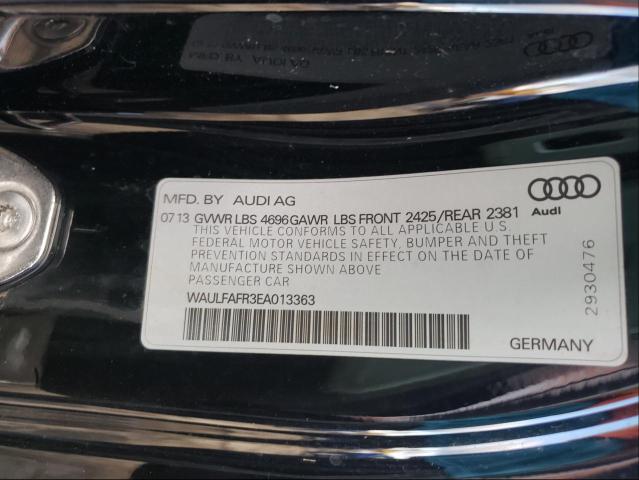 MFD. BY AUDI AG
07 13 GVWR LBS 4696 GAWR LBS FRONT 2425/REAR 2381
THIS VEHICLE CONFORMS TO ALL APPLICABLE U.S.
FEDERAL MOTOR VEHICLE SAFETY, BUMPER AND THEFT
PREVENTION STANDARDS IN EFFECT ON THE DATE OF
MANUFACTURE SHOWN ABOVE
PASSENGER CAR
WAULFAFR3EA013363
Audi
2930476
GERMANY